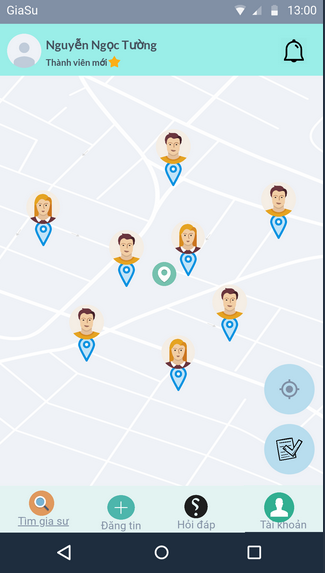 GiaSu
13:00
Nguyễn Ngọc Tường
Thành viên mới
Tìm gia sư
Đăng tin
Hỏi đáp
Tài khoản